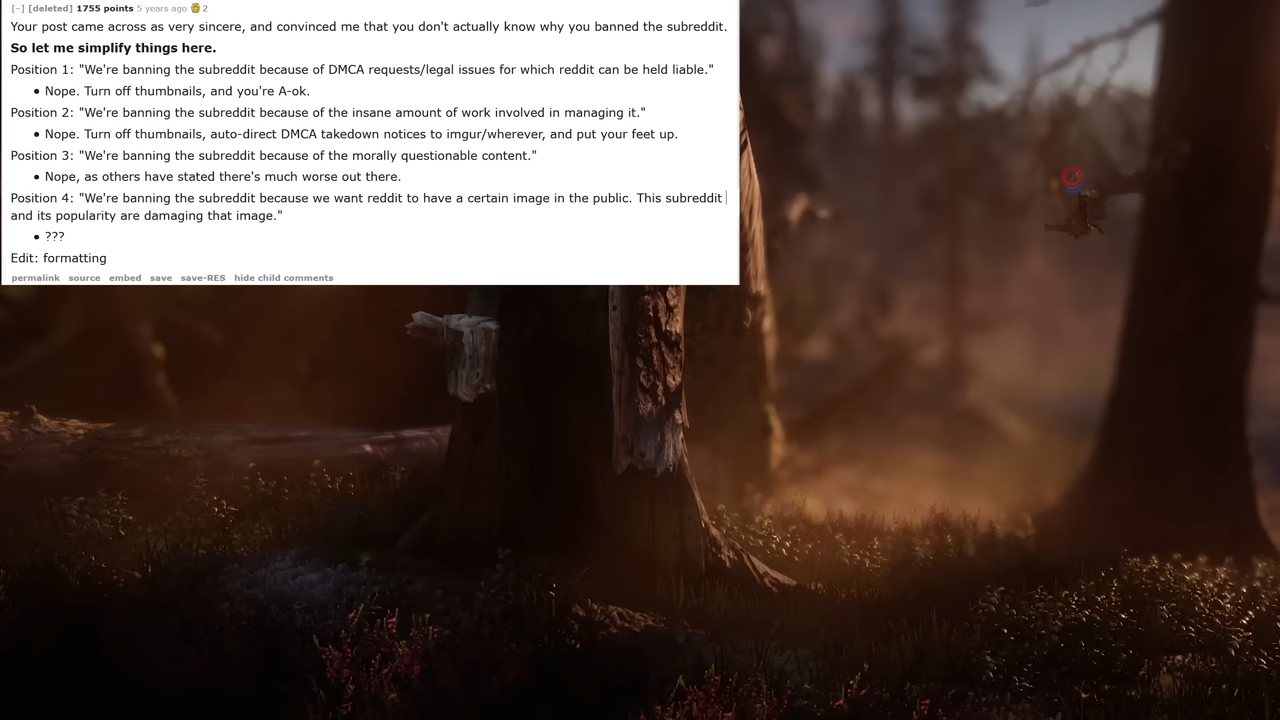 [–] [deleted] 1755 points 5 years ago 2
Your post came across as very sincere, and convinced me that you don't actually know why you banned the subreddit.
So let me simplify things here.
Position 1: "We're banning the subreddit because of DMCA requests/legal issues for which reddit can be held liable."
• Nope. Turn off thumbnails, and you're A-ok.
Position 2: "We're banning the subreddit because of the insane amount of work involved in managing it."
• Nope. Turn off thumbnails, auto-direct DMCA takedown notices to imgur/wherever, and put your feet up.
Position 3: "We're banning the subreddit because of the morally questionable content."
• Nope, as others have stated there's much worse out there.
Position 4: "We're banning the subreddit because we want reddit to have a certain image in the public. This subreddit
and its popularity are damaging that image."
• ???
Edit: formatting
permalink source embed save save-RES hide child comments